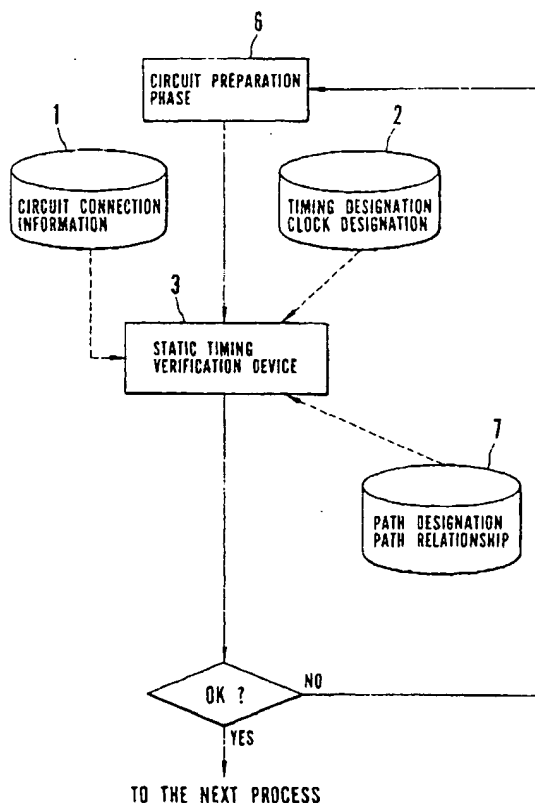 6
CIRCUIT PREPARATION
PHASE
1
2
CIRCUIT CONNECTION
INFORMATION
TIMING DESIGNATION
CLOCK DESIGNATION
3
STATIC TIMING
VERIFICATION DEVICE
7
PATH DESIGNATION
PATH RELATIONSHIP
OK ?
NO
YES
TO THE NEXT PROCESS